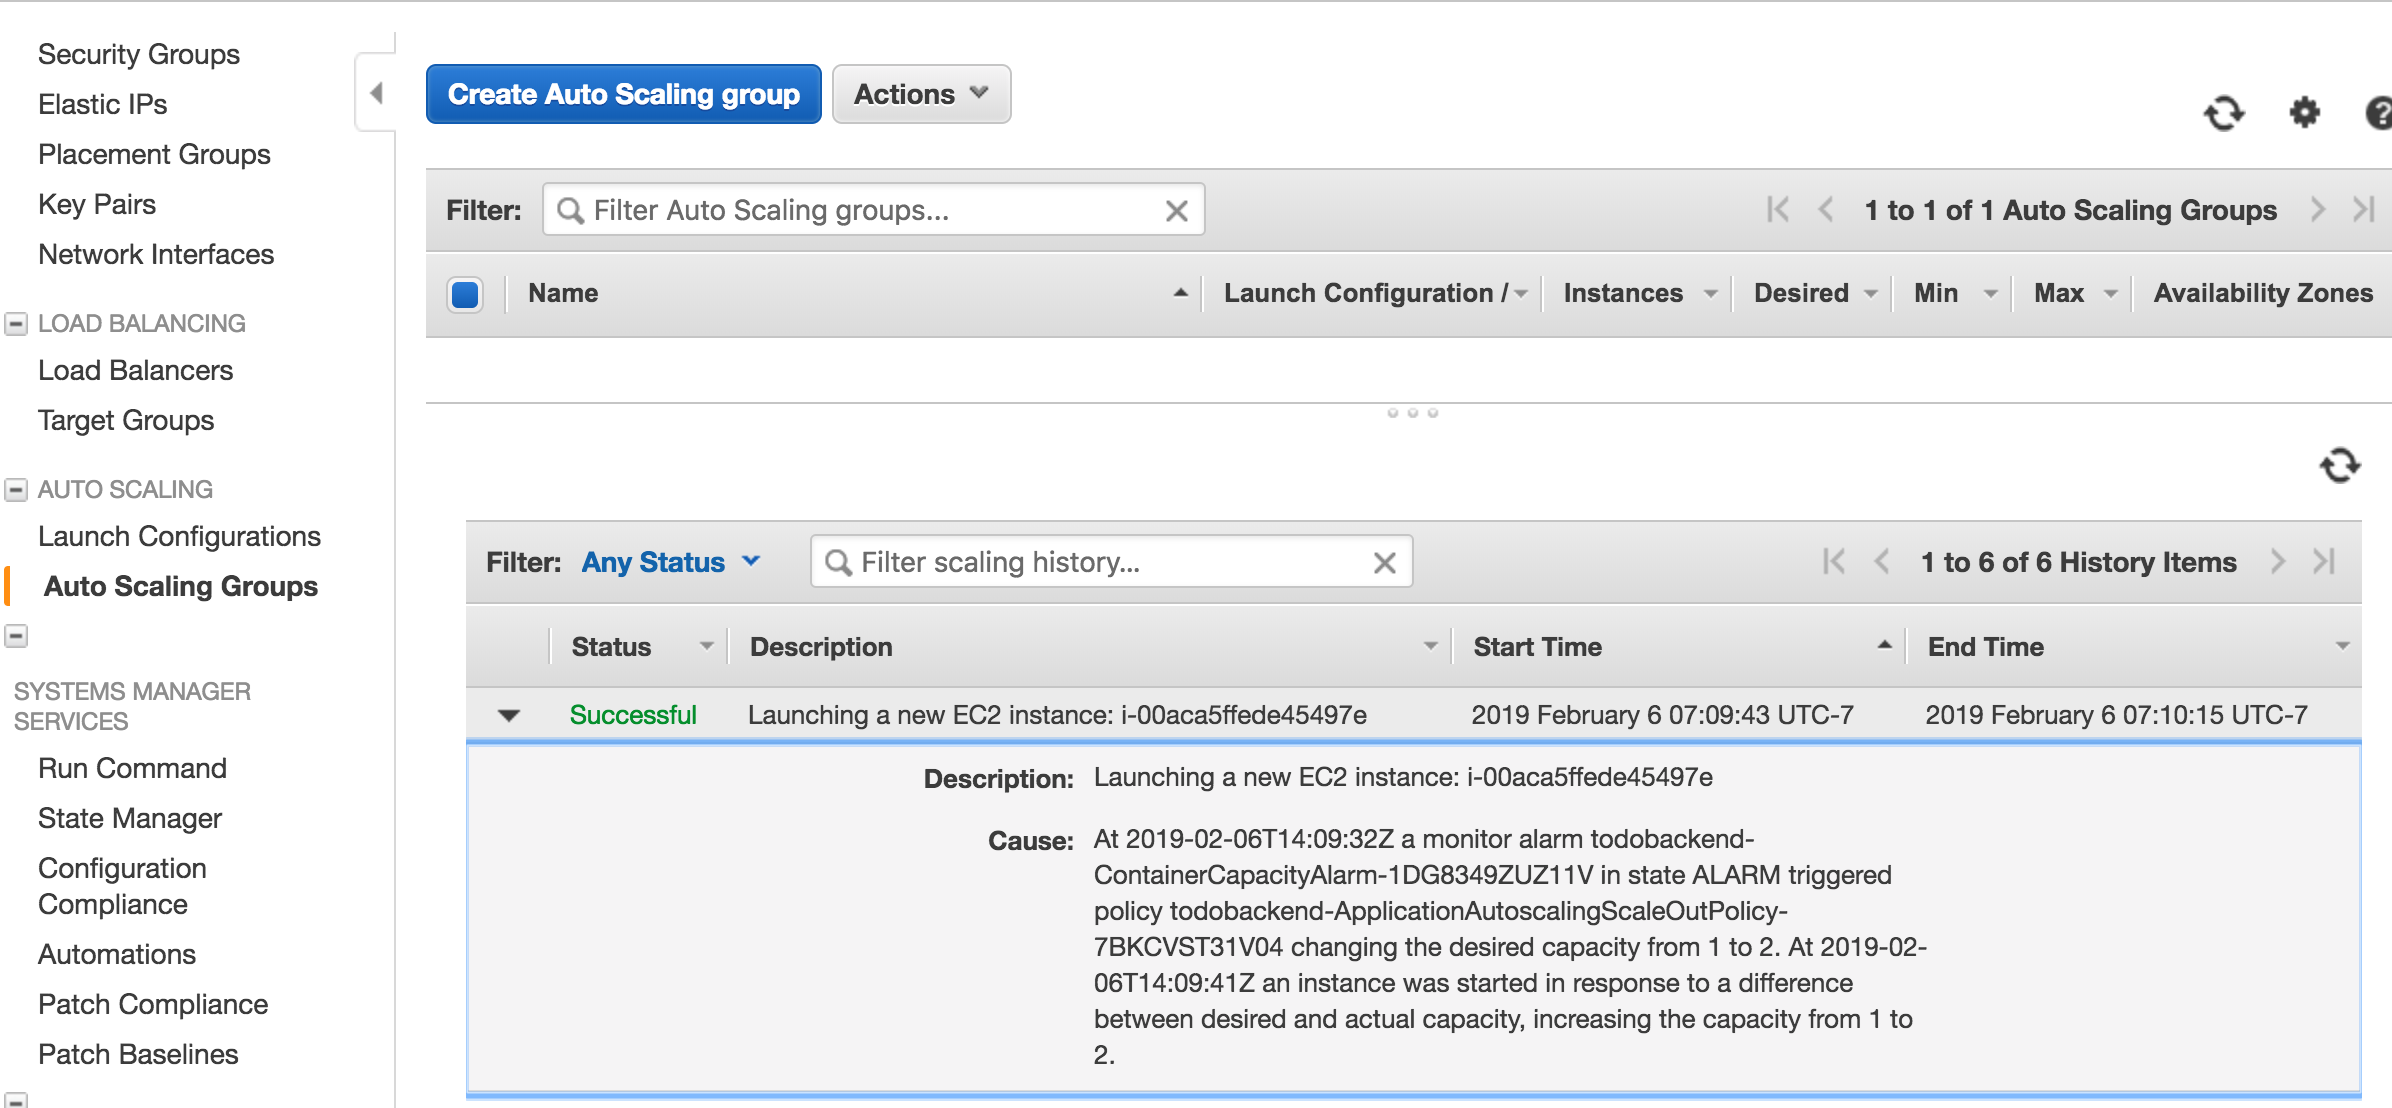 Security Groups
Elastic IPs
Placement Groups
Key Pairs
Network Interfaces
LOAD BALANCING
Load Balancers
Target Groups
AUTO SCALING
Launch Configurations
Auto Scaling Groups
SYSTEMS MANAGER
SERVICES
Run Command
State Manager
Configuration
Compliance
Automations
Patch Compliance
Patch Baselines
Create Auto Scaling group Actions
Filter: Filter Auto Scaling groups... 1 to 1 of 1 Auto Scaling Groups
Name Launch Configuration / Instances Desired Min Max Availability Zones
Filter: Any Status Filter scaling history... 1 to 6 of 6 History Items
Status Description Start Time End Time
Successful Launching a new EC2 instance: i-00aca5ffede45497e 2019 February 6 07:09:43 UTC-7 2019 February 6 07:10:15 UTC-7
Description: Launching a new EC2 instance: i-00aca5ffede45497e
Cause: At 2019-02-06T14:09:32Z a monitor alarm todobackend-
ContainerCapacityAlarm-1DG8349ZUZ11V in state ALARM triggered
policy todobackend-ApplicationAutoscalingScaleOutPolicy-
7BKCVST31V04 changing the desired capacity from 1 to 2. At 2019-02-
06T14:09:41Z an instance was started in response to a difference
between desired and actual capacity, increasing the capacity from 1 to
2.